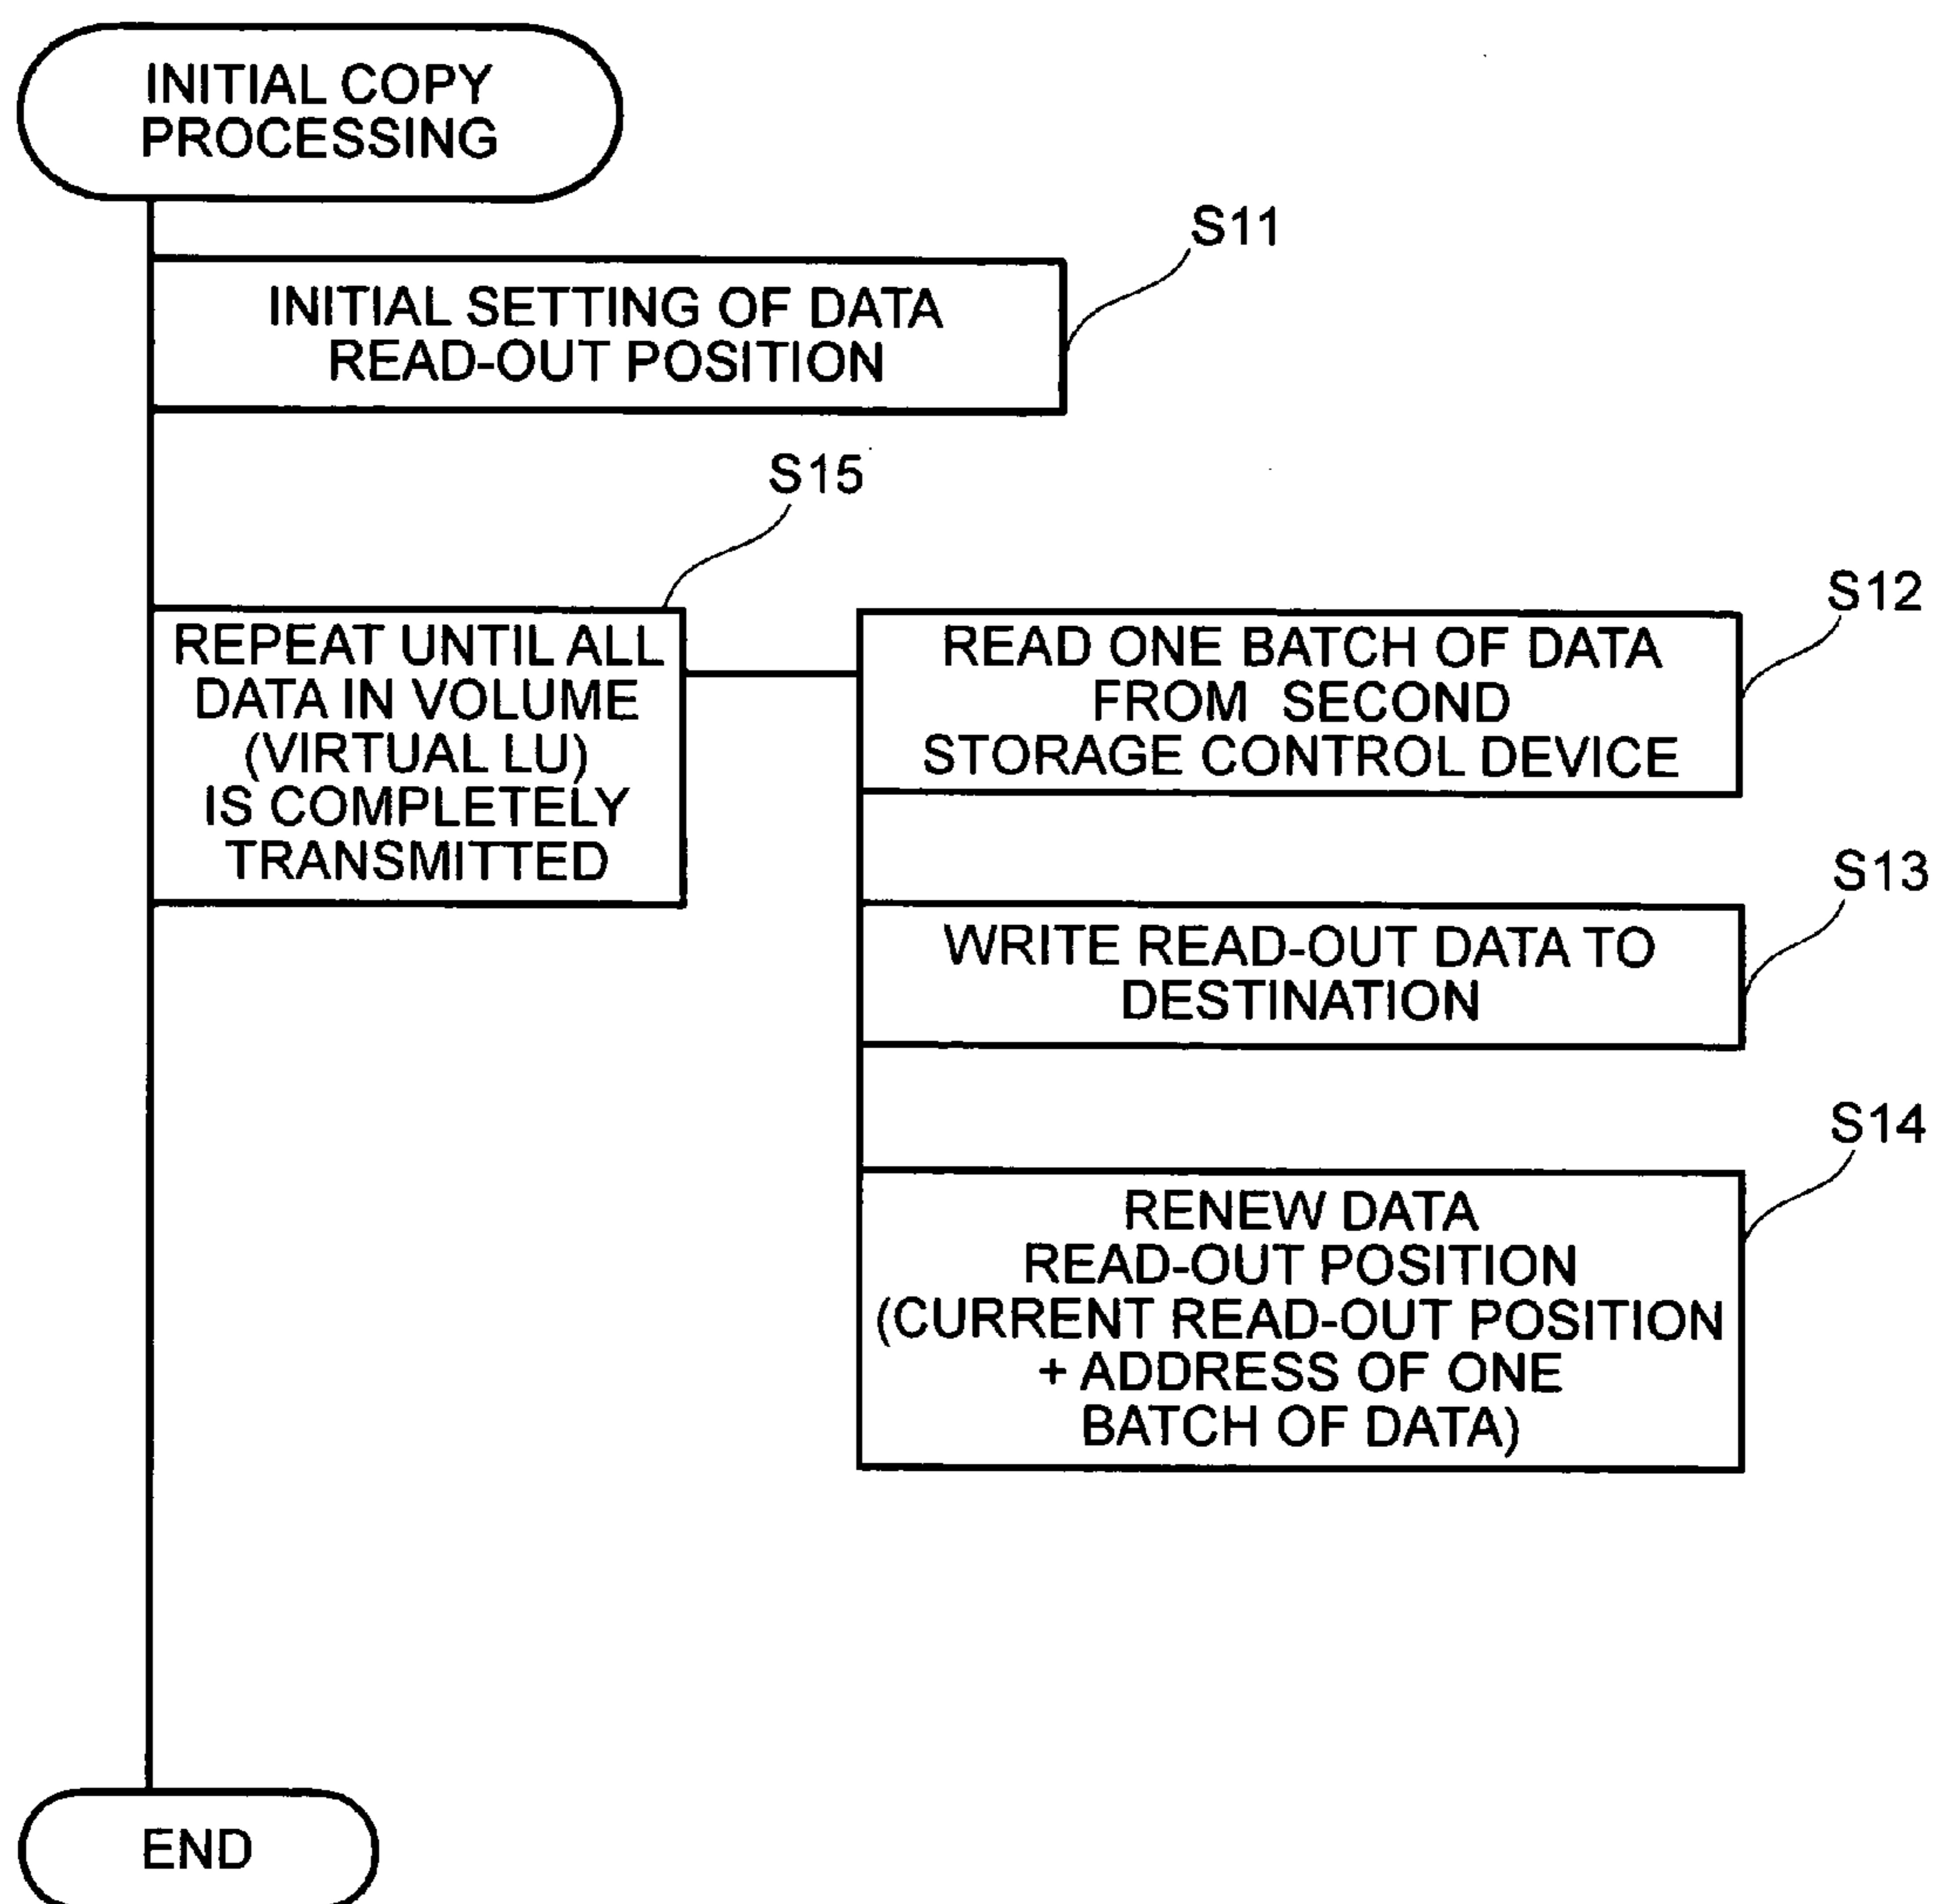 INITIAL COPY
PROCESSING
S11
INITIAL SETTING OF DATA
READ-OUT POSITION
S15
REPEAT UNTIL ALL
DATA IN VOLUME
(VIRTUAL LU)
IS COMPLETELY
TRANSMITTED
S12
READ ONE BATCH OF DATA
FROM SECOND
STORAGE CONTROL DEVICE
S13
WRITE READ-OUT DATA TO
DESTINATION
S14
RENEW DATA
READ-OUT POSITION
(CURRENT READ-OUT POSITION
+ ADDRESS OF ONE
BATCH OF DATA)
END